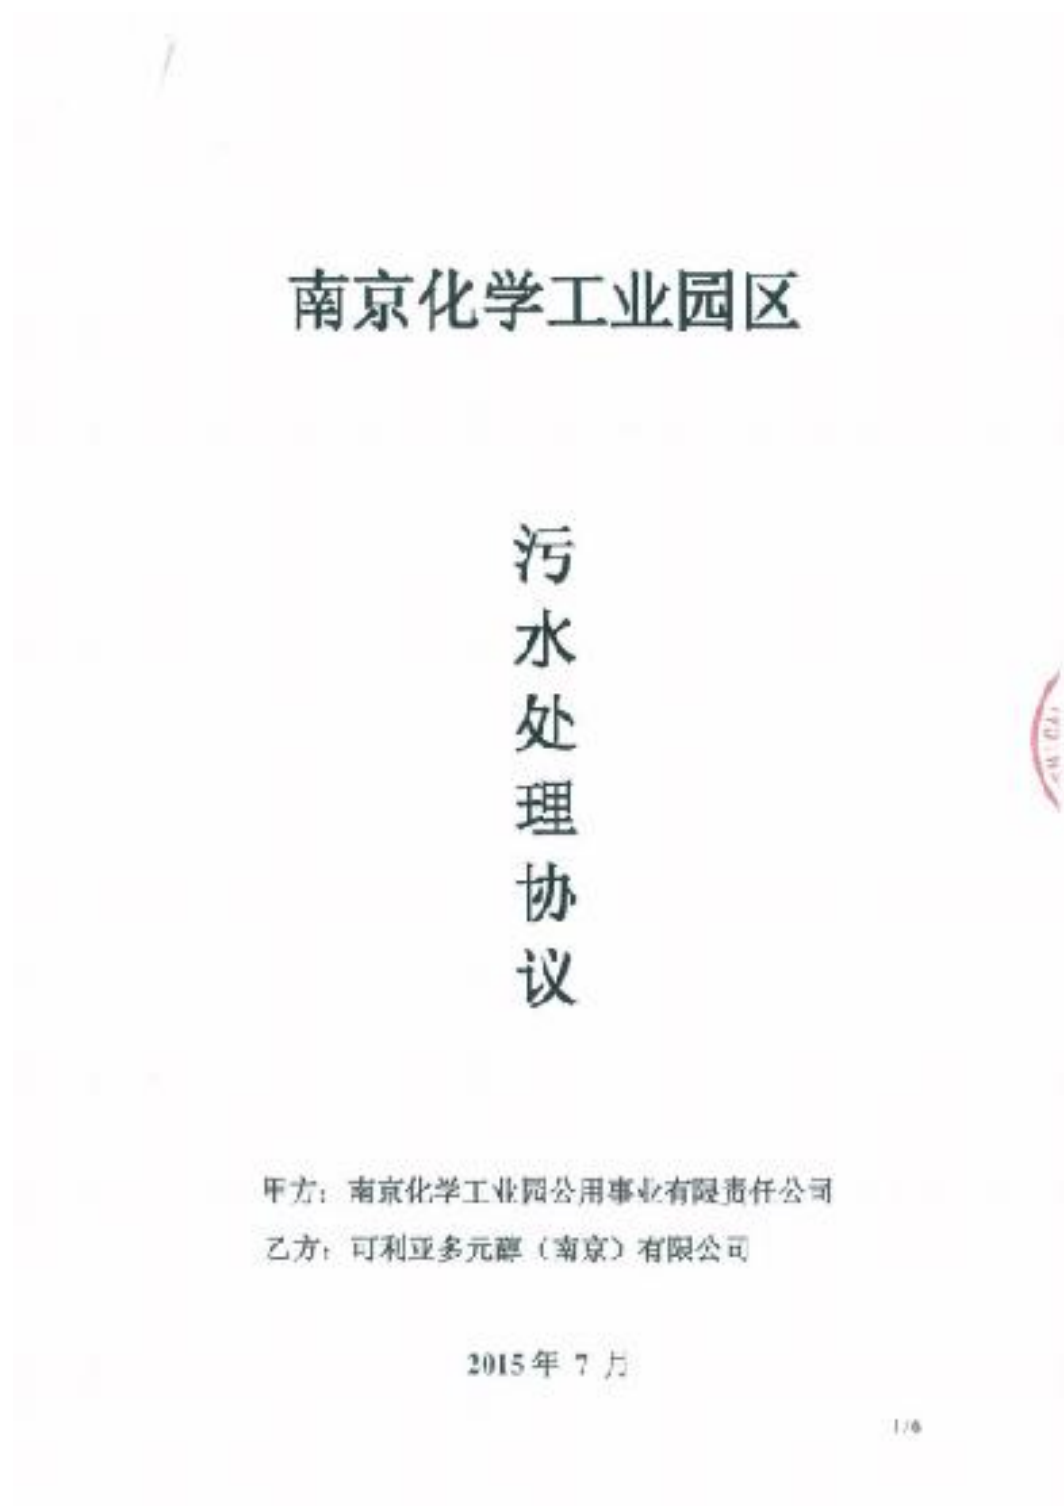 南京化学工业园区
污
水
处
理
协
议
甲方：南京化学工业园公用事业有限责任公司
乙方：可利亚多元醇（南京）有限公司
2015年 7 月
1/6